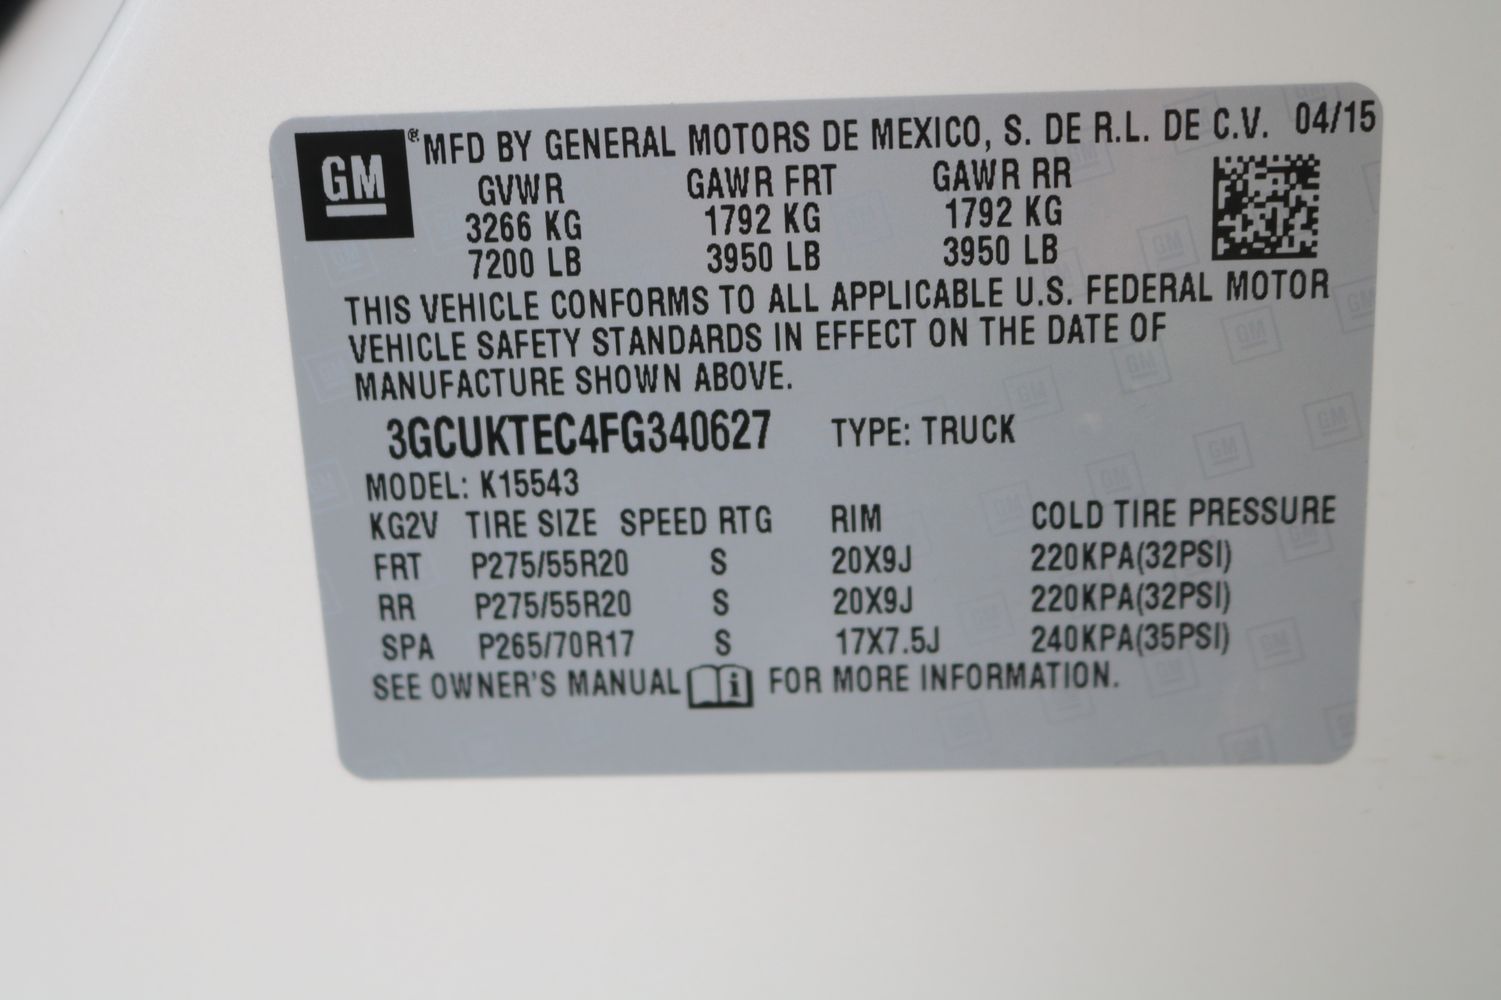 GM® MFD BY GENERAL MOTORS DE MEXICO, S. DE R.L. DE C.V. 04/15
GVWR GAWR FRT GAWR RR
3266 KG 1792 KG 1792 KG
7200 LB 3950 LB 3950 LB
THIS VEHICLE CONFORMS TO ALL APPLICABLE U.S. FEDERAL MOTOR
VEHICLE SAFETY STANDARDS IN EFFECT ON THE DATE OF
MANUFACTURE SHOWN ABOVE.
3GCUKTEC4FG340627 TYPE: TRUCK
MODEL: K15543
KG2V TIRE SIZE SPEED RTG RIM COLD TIRE PRESSURE
FRT P275/55R20 S 20X9J 220KPA(32PSI)
RR P275/55R20 S 20X9J 220KPA(32PSI)
SPA P265/70R17 S 17X7.5J 240KPA(35PSI)
SEE OWNER'S MANUAL i FOR MORE INFORMATION.